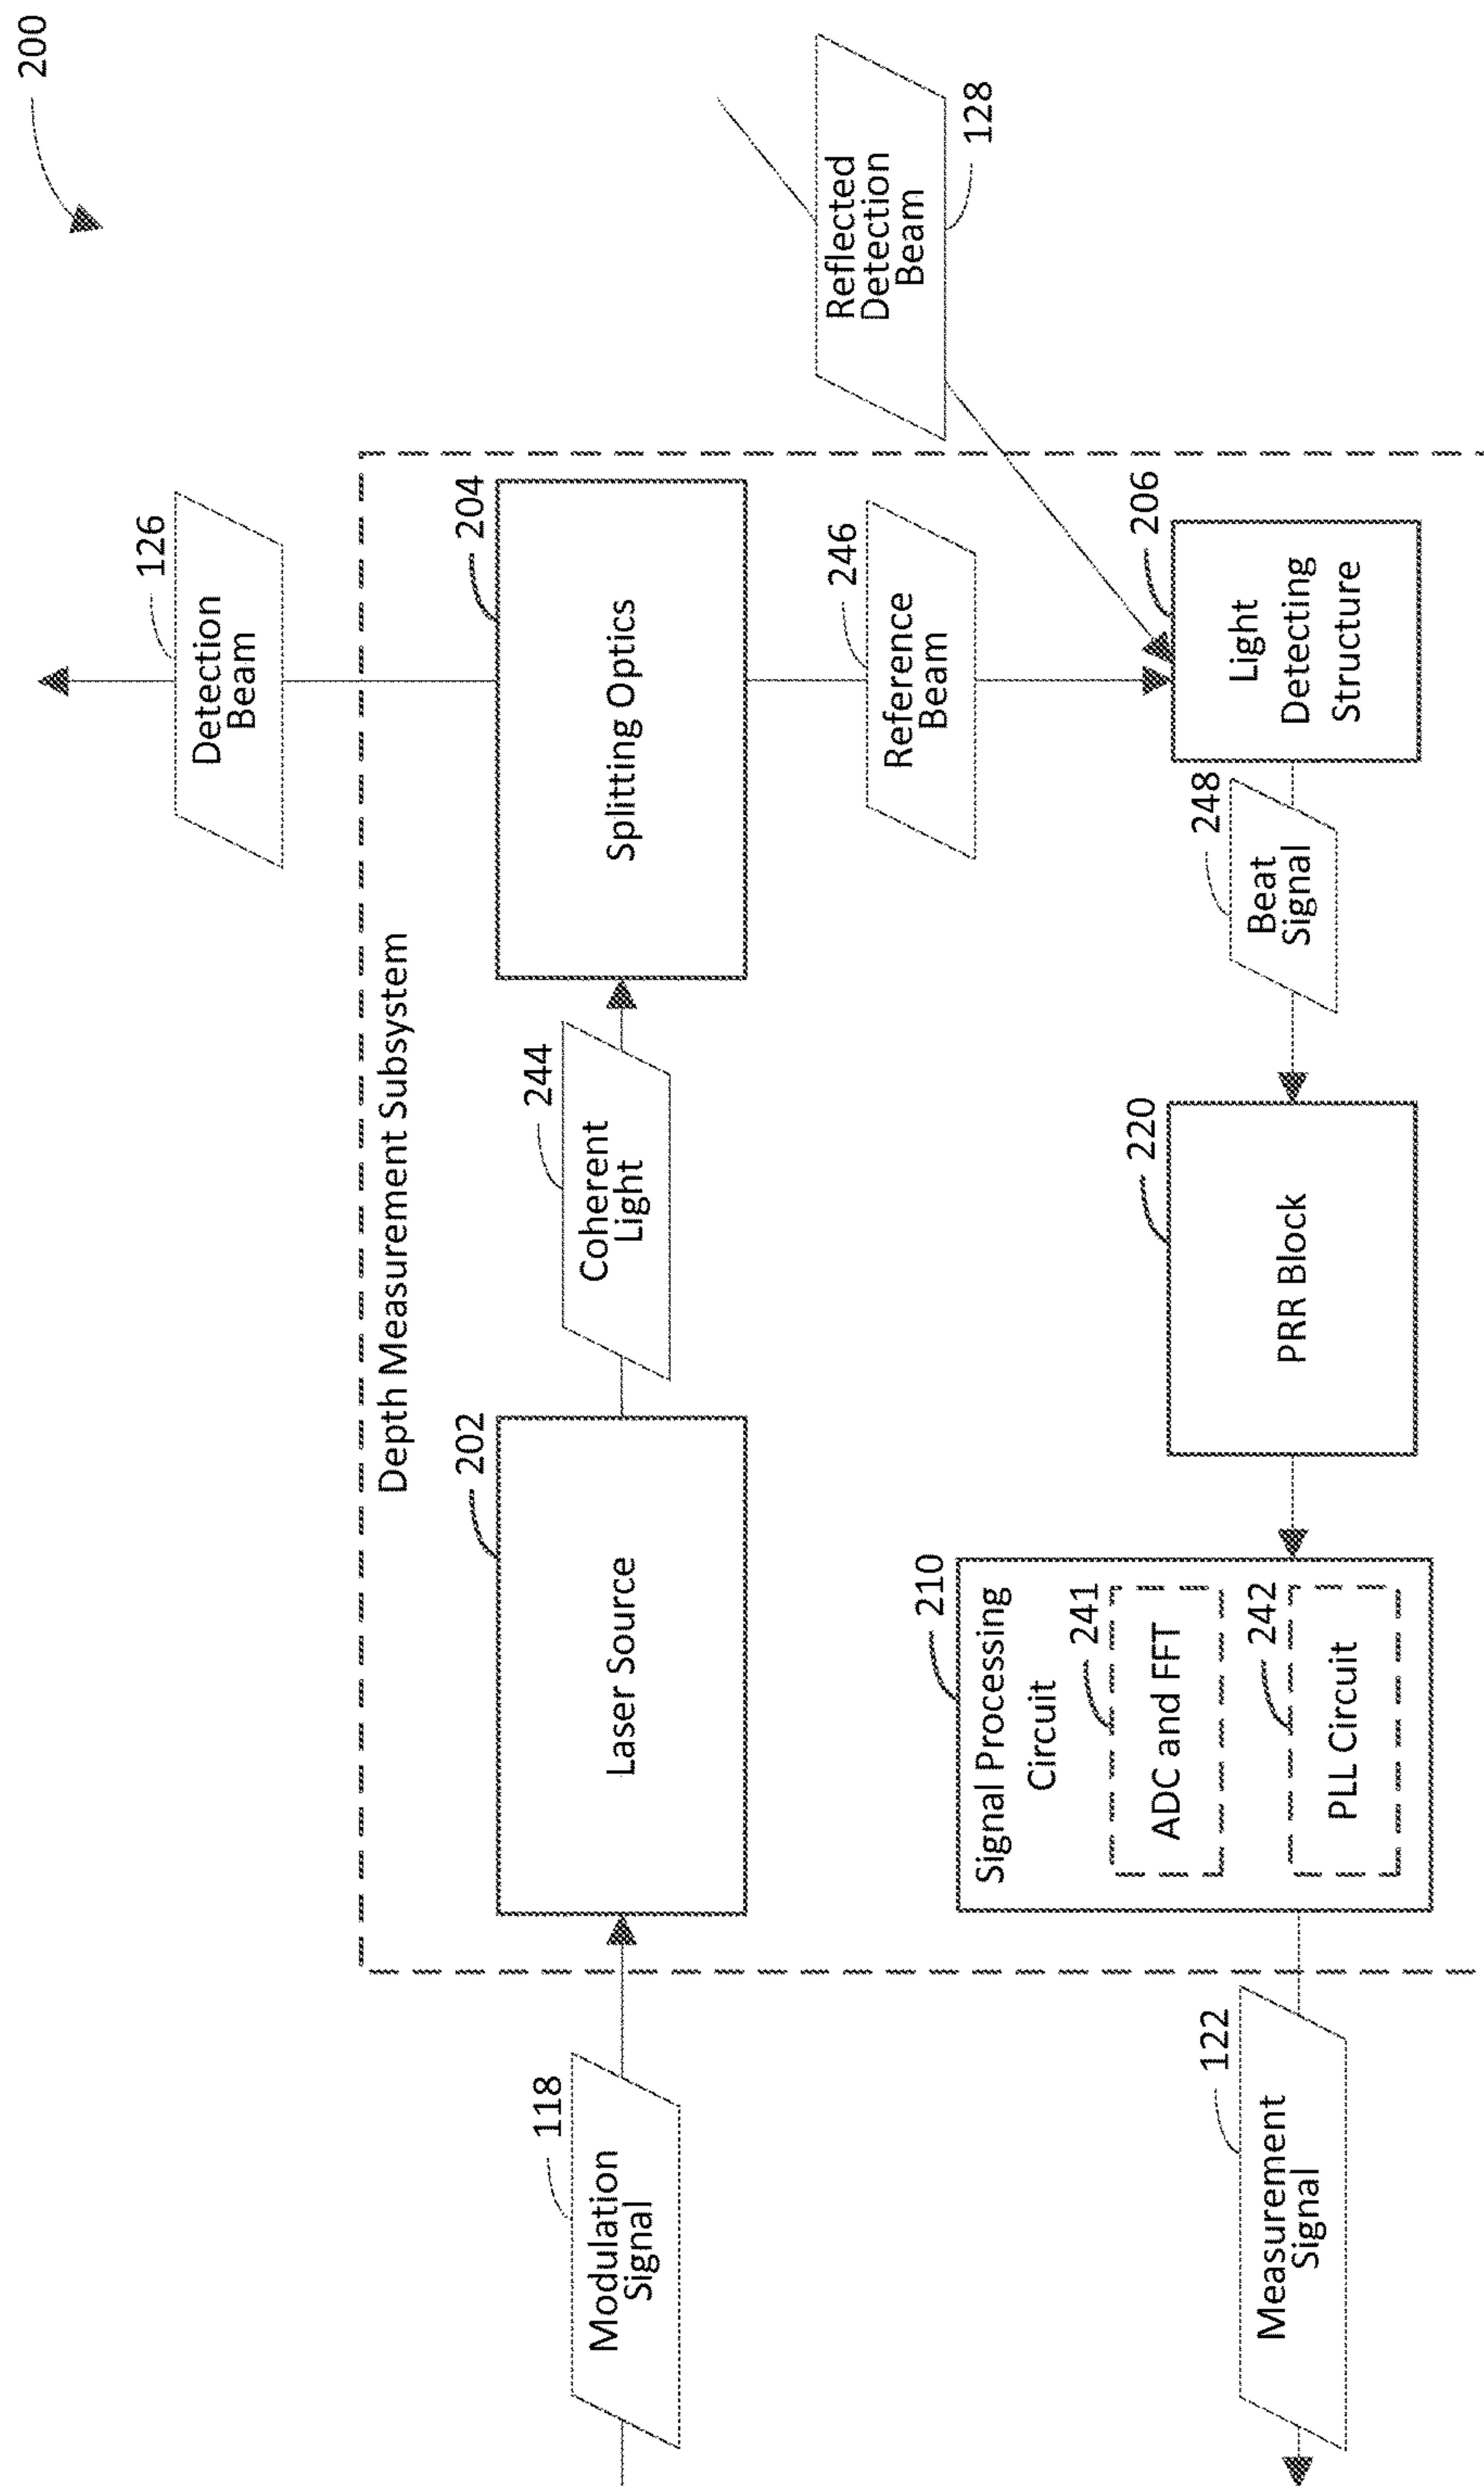 200
126
Detection
Beam
Depth Measurement Subsystem
118
Modulation
Signal
202
Laser Source
244
Coherent
Light
204
Splitting Optics
246
Reference
Beam
Reflected
Detection
Beam
128
122
Measurement
Signal
210
Signal Processing
Circuit
241
ADC and FFT
242
PLL Circuit
220
PRR Block
248
Beat
Signal
206
Light
Detecting
Structure